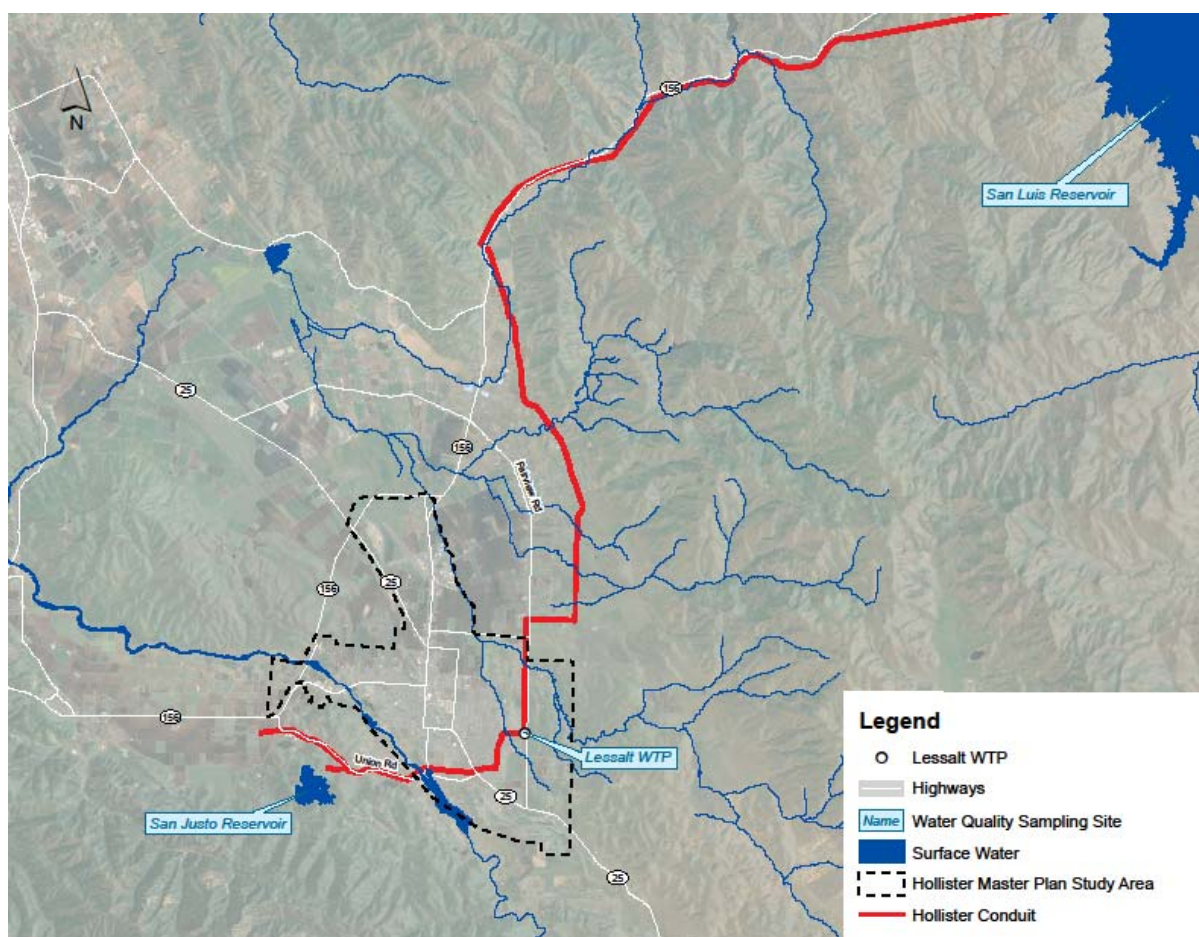 156
N
San Luis Reservoir
25
156
Fairview Rd
25
156
156
Union Rd
Lessalt WTP
San Justo Reservoir
25
25
Legend
Lessalt WTP
Highways
Name Water Quality Sampling Site
Surface Water
Hollister Master Plan Study Area
Hollister Conduit